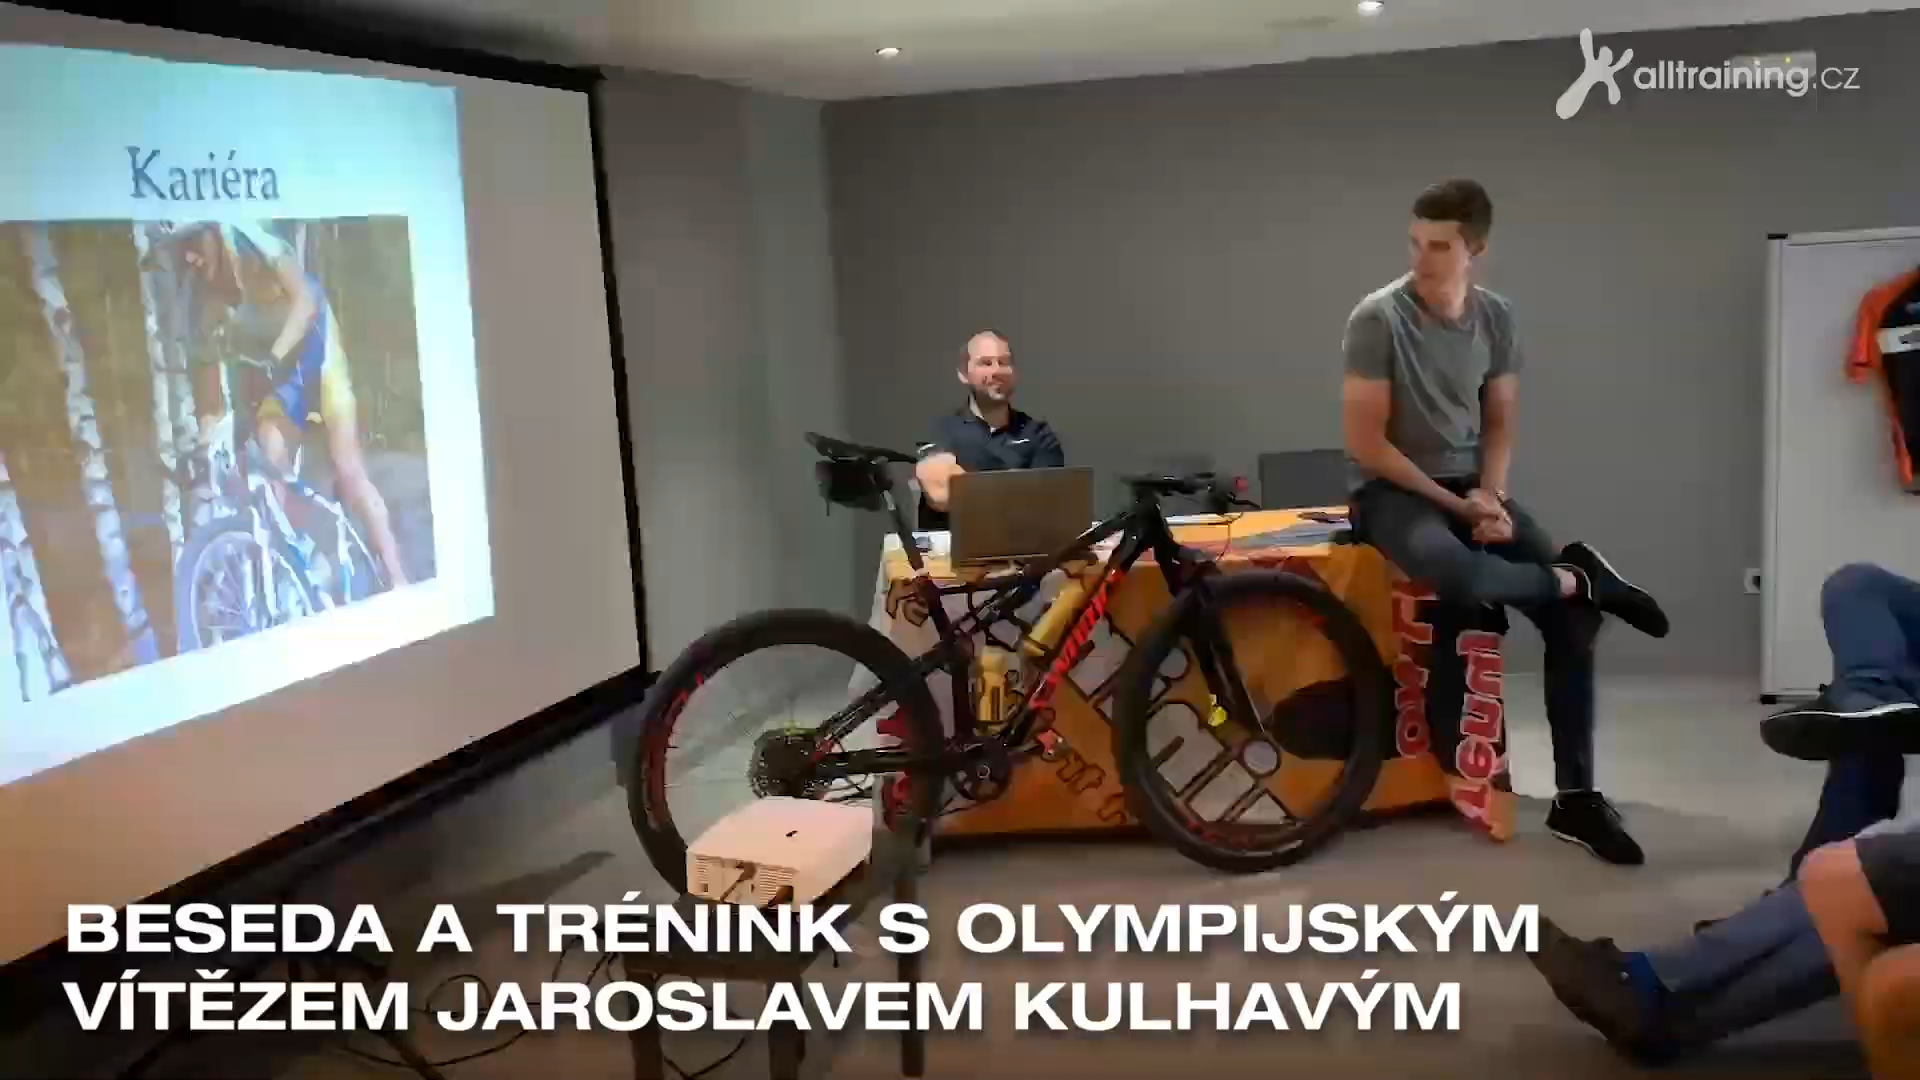 alltraining.cz
Kariéra
BESEDA A TRÉNINK S OLYMPIJSKÝM
VÍTĚZEM JAROSLAVEM KULHAVÝM